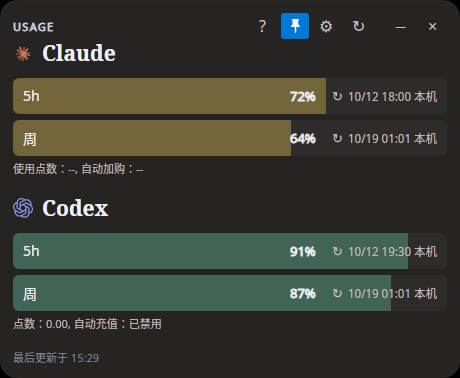 USAGE ?
Claude
5h 72% ↻ 10/12 18:00 本机
周 64% ↻ 10/19 01:01 本机
使用点数：--, 自动加购：--
Codex
5h 91% ↻ 10/12 19:30 本机
周 87% ↻ 10/19 01:01 本机
点数：0.00, 自动充值：已禁用
最后更新于 15:29